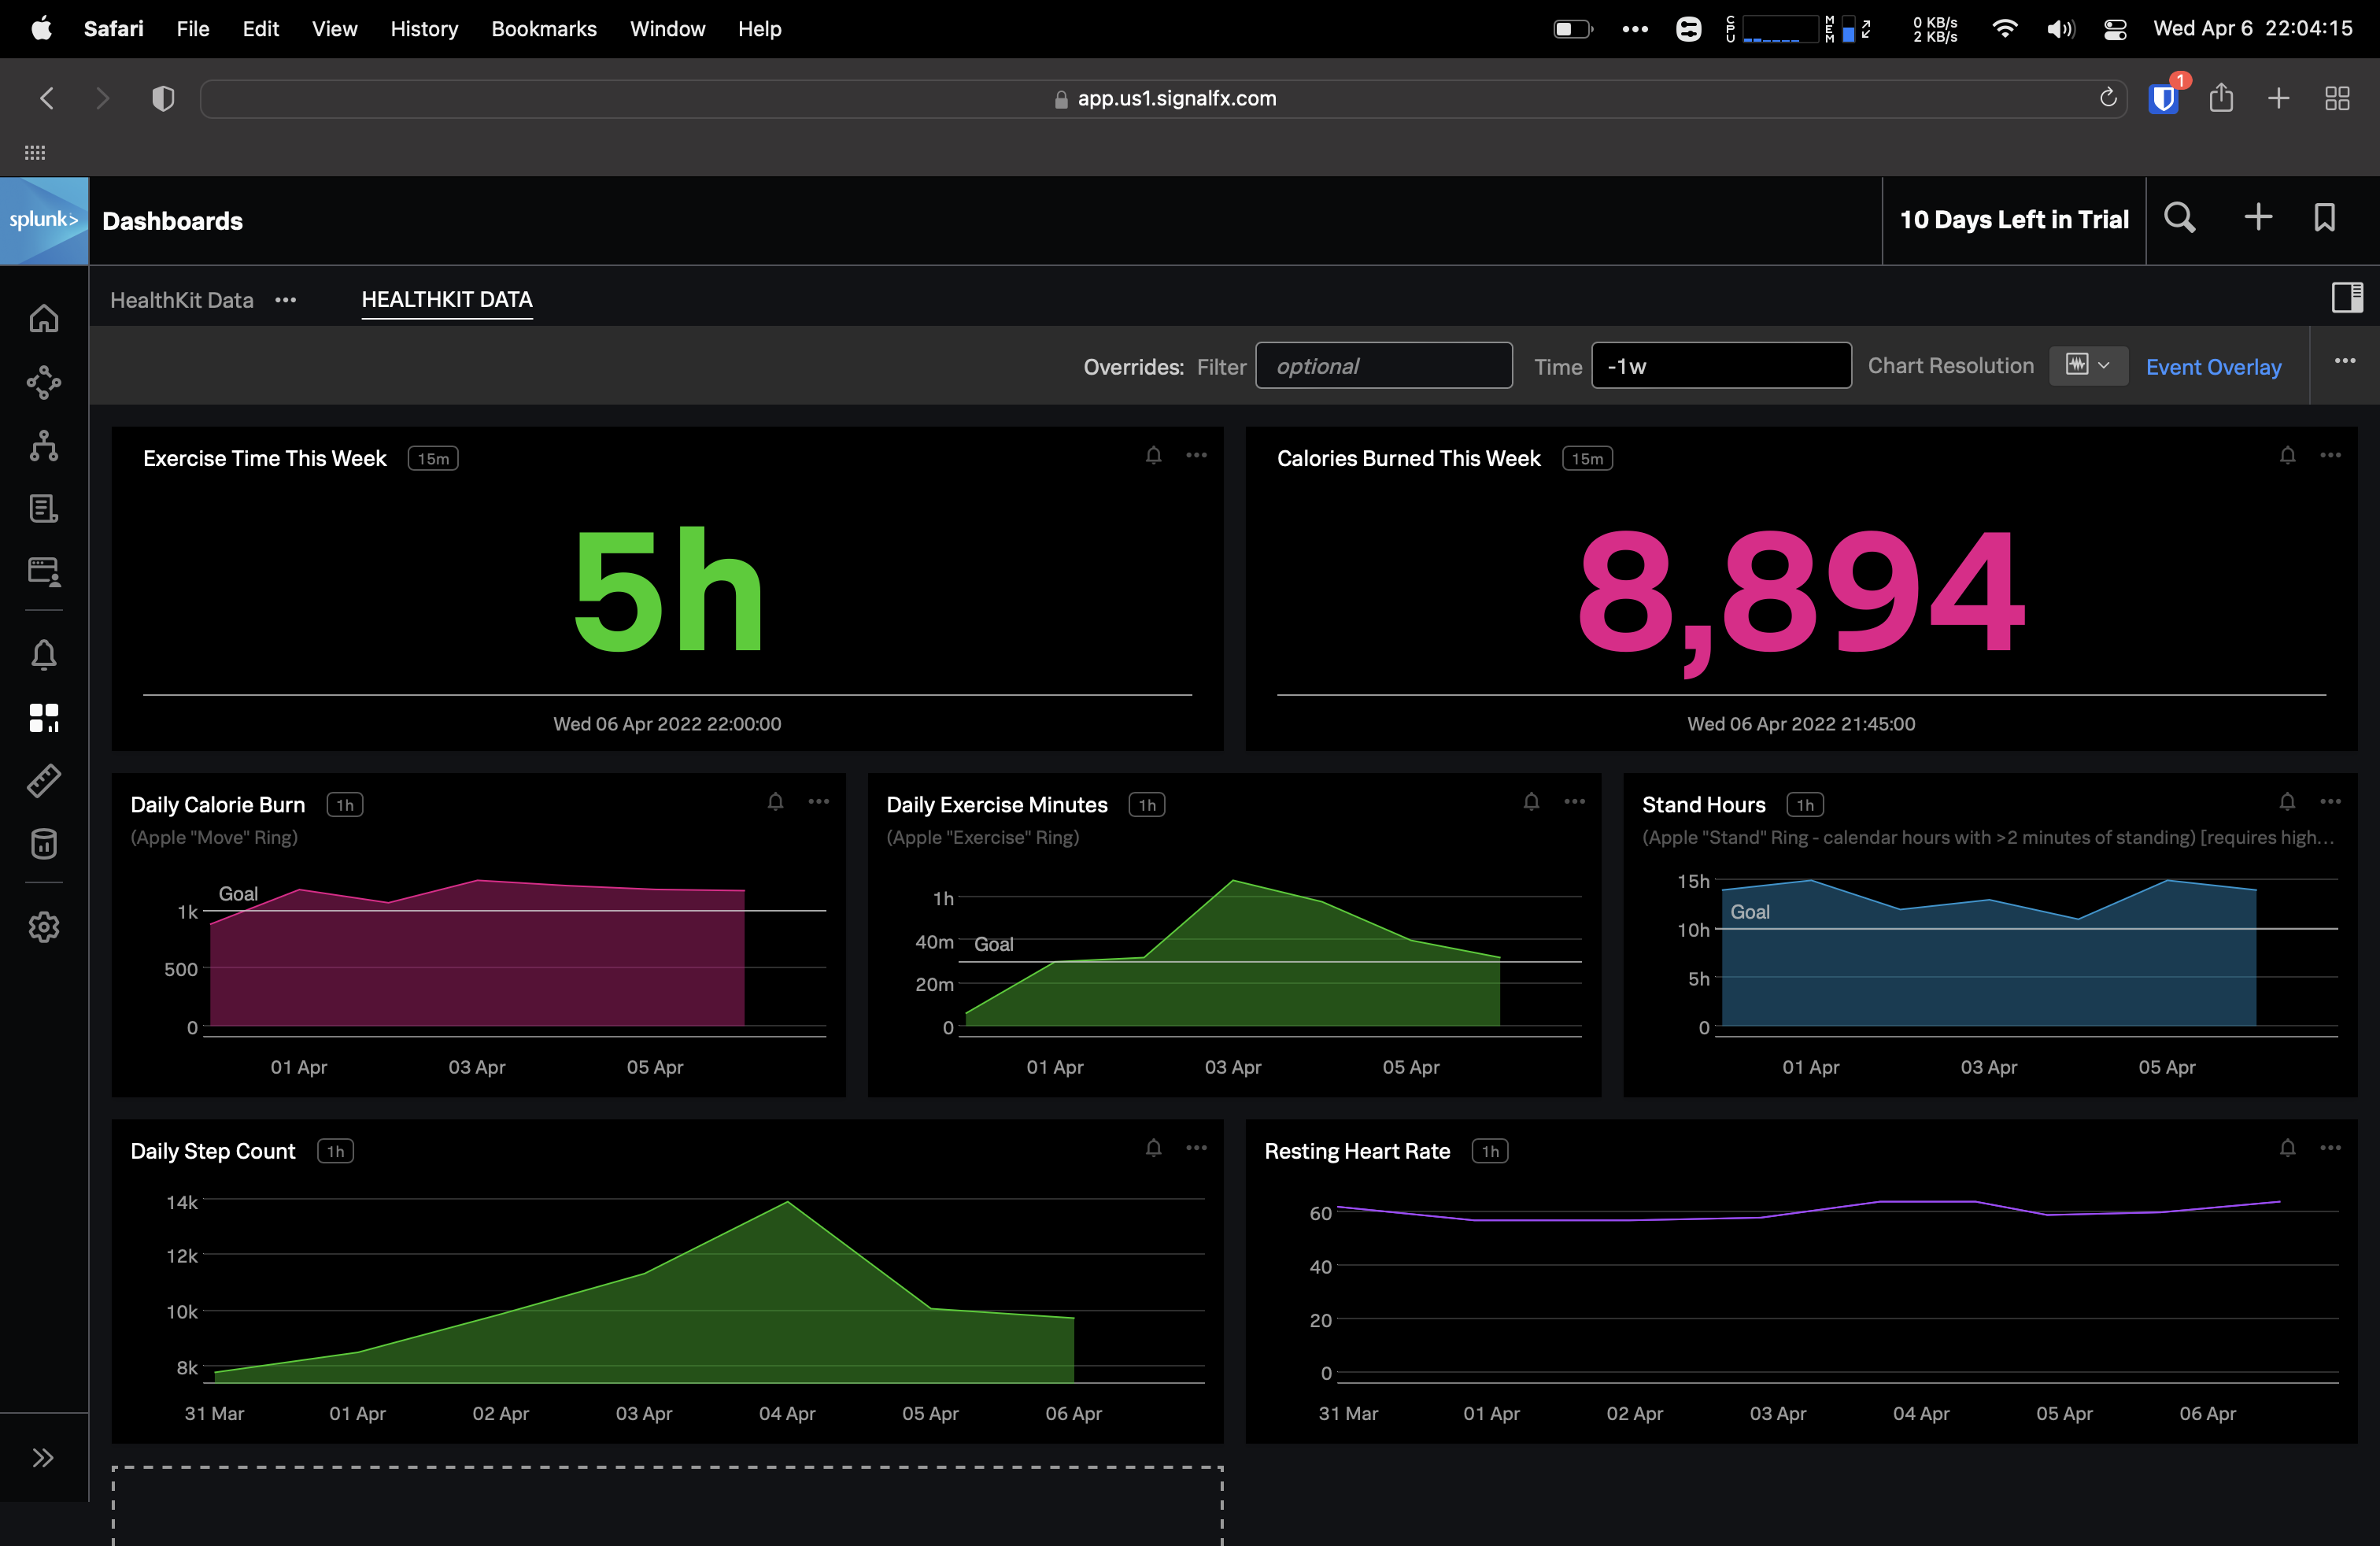 Safari File Edit View History Bookmarks Window Help CPU MEM 0 KB/s 2 KB/s Wed Apr 6 22:04:15
app.us1.signalfx.com 1
splunk> Dashboards 10 Days Left in Trial
HealthKit Data ••• HEALTHKIT DATA
Overrides: Filter optional Time -1w Chart Resolution Event Overlay
Exercise Time This Week 15m
5h
Wed 06 Apr 2022 22:00:00
Calories Burned This Week 15m
8,894
Wed 06 Apr 2022 21:45:00
Daily Calorie Burn 1h
(Apple "Move" Ring)
Goal
1k
500
0
01 Apr 03 Apr 05 Apr
Daily Exercise Minutes 1h
(Apple "Exercise" Ring)
1h
40m Goal
20m
0
01 Apr 03 Apr 05 Apr
Stand Hours 1h
(Apple "Stand" Ring - calendar hours with >2 minutes of standing) [requires high...
15h
Goal
10h
5h
0
01 Apr 03 Apr 05 Apr
Daily Step Count 1h
14k
12k
10k
8k
31 Mar 01 Apr 02 Apr 03 Apr 04 Apr 05 Apr 06 Apr
Resting Heart Rate 1h
60
40
20
0
31 Mar 01 Apr 02 Apr 03 Apr 04 Apr 05 Apr 06 Apr